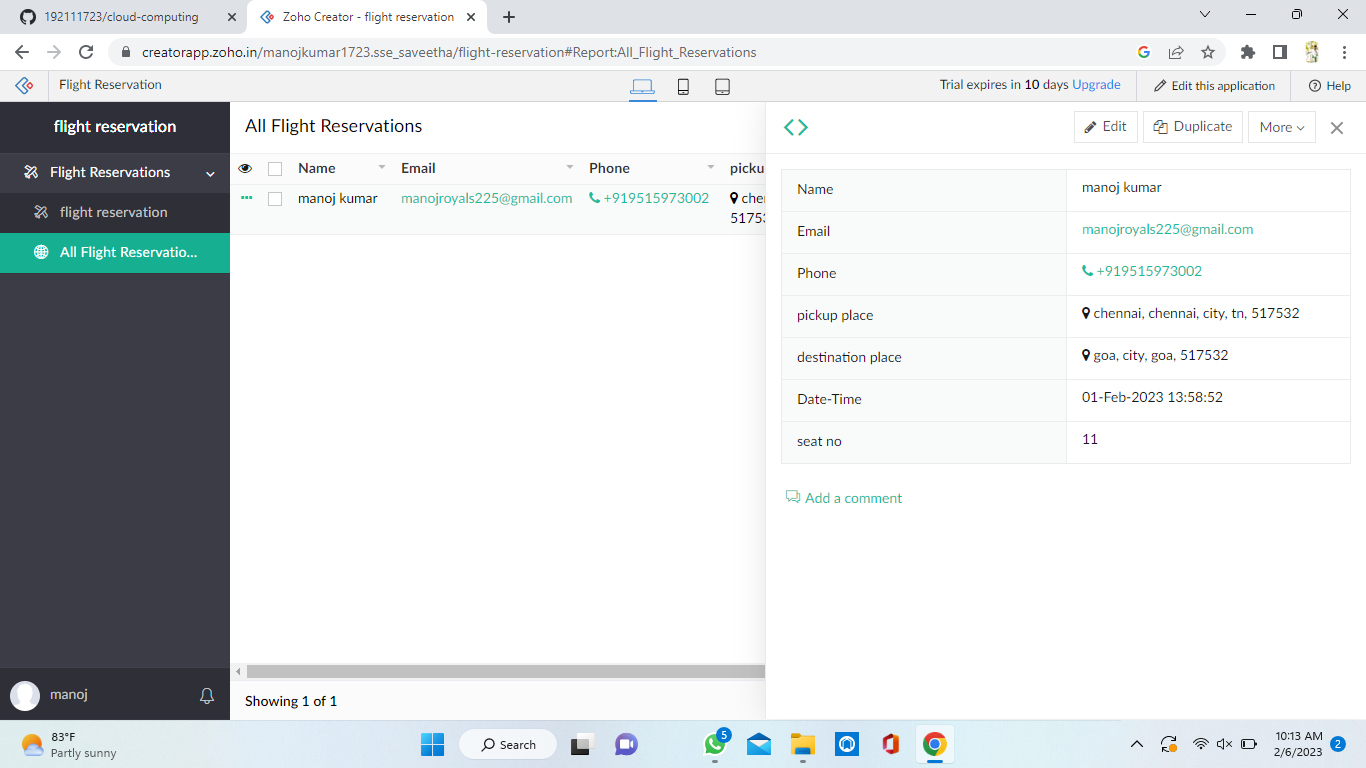 192111723/cloud-computing
Zoho Creator - flight reservation
creatorapp.zoho.in/manojkumar1723.sse_saveetha/flight-reservation#Report:All_Flight_Reservations
Flight Reservation
Trial expires in 10 days Upgrade
Edit this application
Help
flight reservation
Flight Reservations
flight reservation
All Flight Reservatio...
manoj
All Flight Reservations
Name Email Phone picku
manoj kumar manojroyals225@gmail.com +919515973002 che
5175
Showing 1 of 1
Edit Duplicate More
Name manoj kumar
Email manojroyals225@gmail.com
Phone +919515973002
pickup place chennai, chennai, city, tn, 517532
destination place goa, city, goa, 517532
Date-Time 01-Feb-2023 13:58:52
seat no 11
Add a comment
83°F
Partly sunny
Search
5
10:13 AM
2/6/2023
2